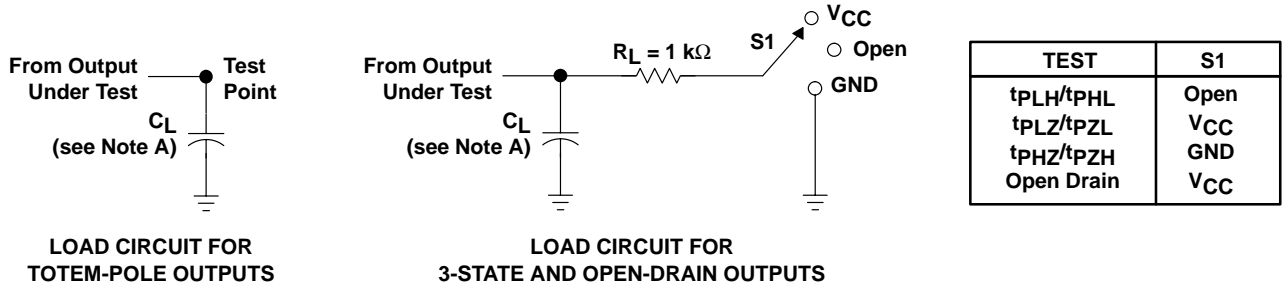 From Output
Under Test
Test
Point
CL
(see Note A)
LOAD CIRCUIT FOR
TOTEM-POLE OUTPUTS
From Output
Under Test
RL = 1 kΩ
S1
VCC
Open
GND
CL
(see Note A)
LOAD CIRCUIT FOR
3-STATE AND OPEN-DRAIN OUTPUTS
TEST S1
tPLH/tPHL Open
tPLZ/tPZL VCC
tPHZ/tPZH GND
Open Drain VCC